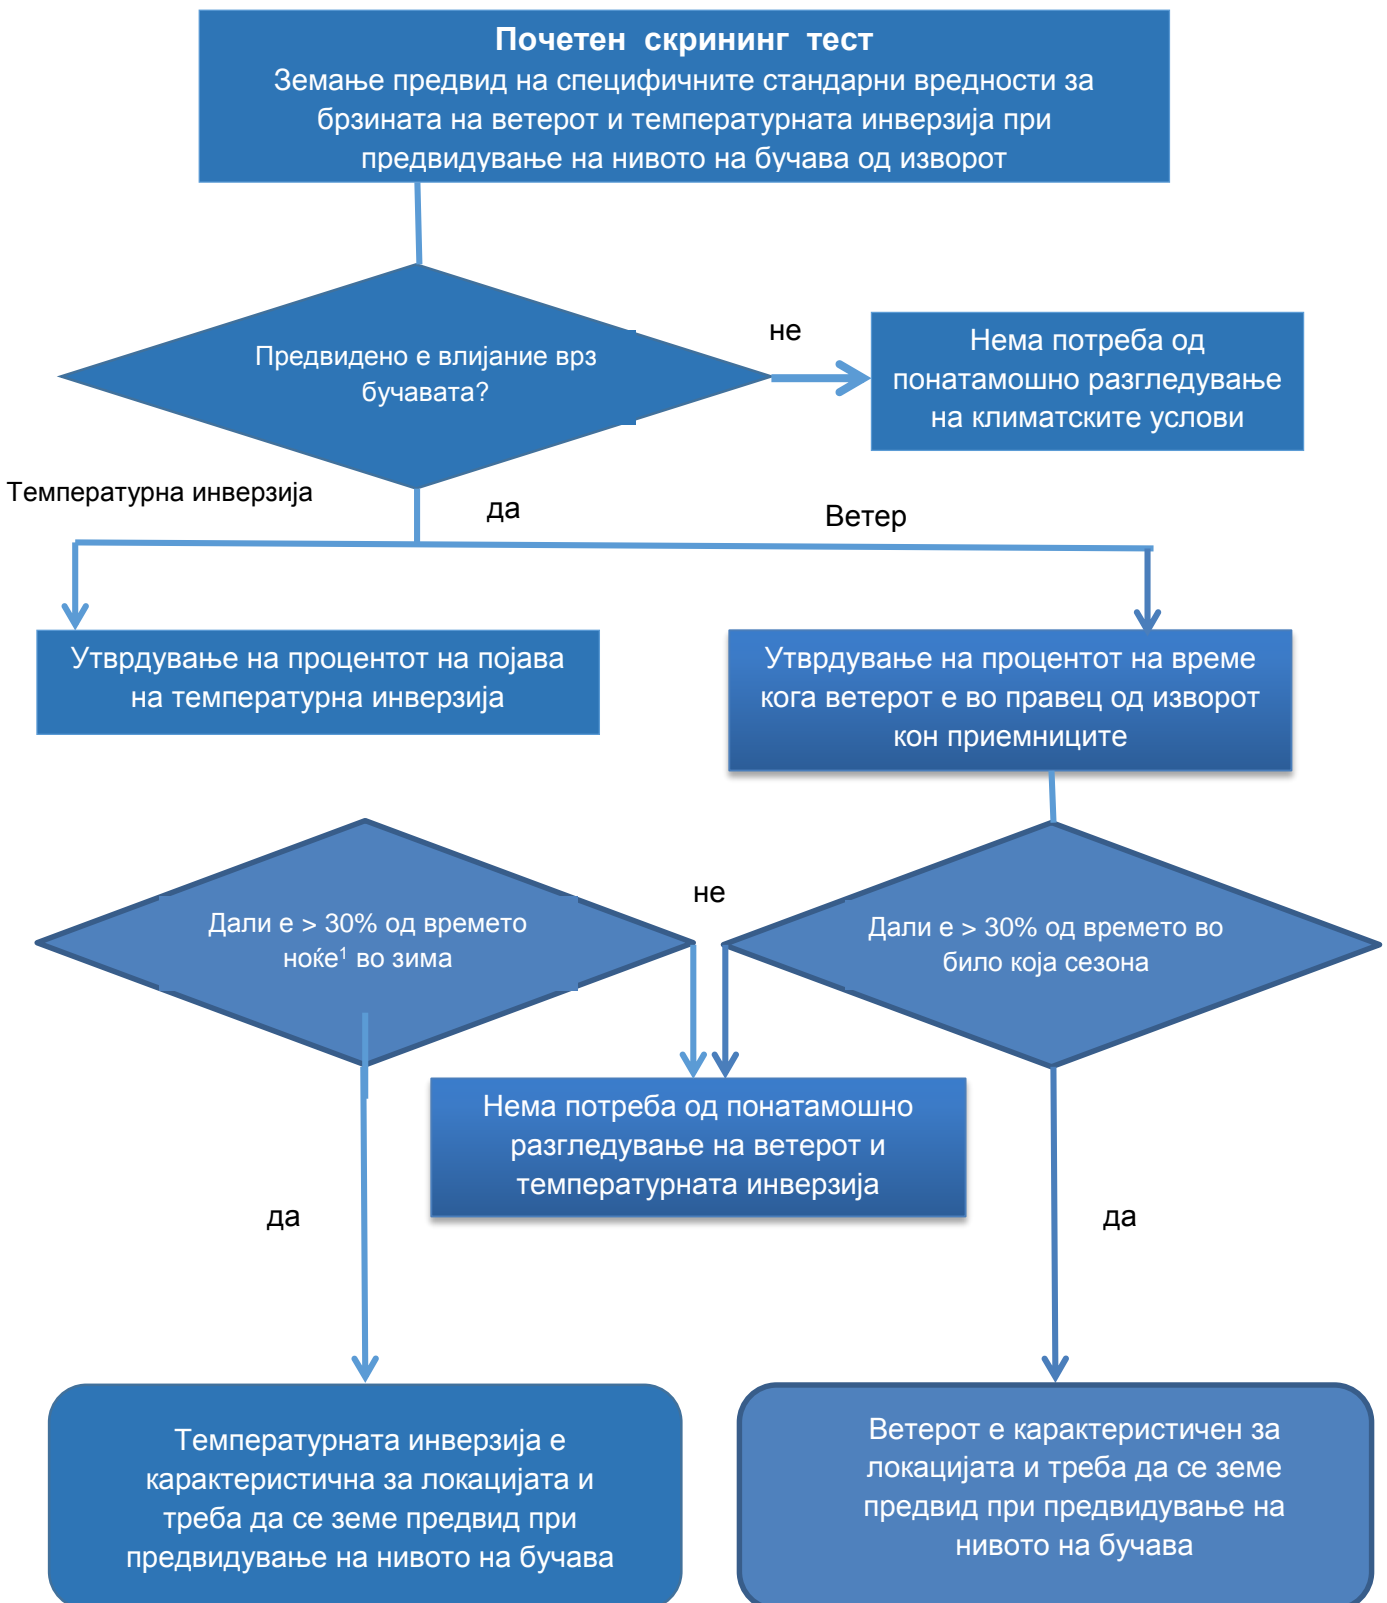 Почетен скрининг тест
Земање предвид на специфичните стандарни вредности за
брзината на ветерот и температурната инверзија при
предвидување на нивото на бучава од изворот
не
Предвидено е влијание врз
бучавата?
Нема потреба од
понатамошно разгледување
на климатските услови
Температурна инверзија
да
Ветер
Утврдување на процентот на појава
на температурна инверзија
Утврдување на процентот на време
кога ветерот е во правец од изворот
кон приемниците
не
Дали е > 30% од времето
ноќе¹ во зима
Дали е > 30% од времето во
било која сезона
Нема потреба од понатамошно
разгледување на ветерот и
температурната инверзија
да
да
Температурната инверзија е
карактеристична за локацијата и
треба да се земе предвид при
предвидување на нивото на бучава
Ветерот е карактеристичен за
локацијата и треба да се земе
предвид при предвидување на
нивото на бучава